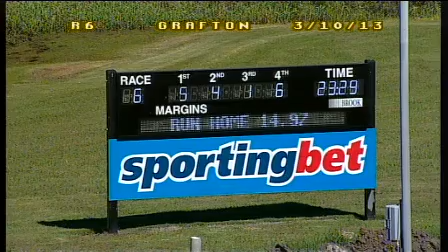 R6 GRAFTON 3/10/13
RACE 1ST 2ND 3RD 4TH TIME
6 5 4 1 6 23:29
MARGINS
BROOK
RUN HOME 14.97
sportingbet